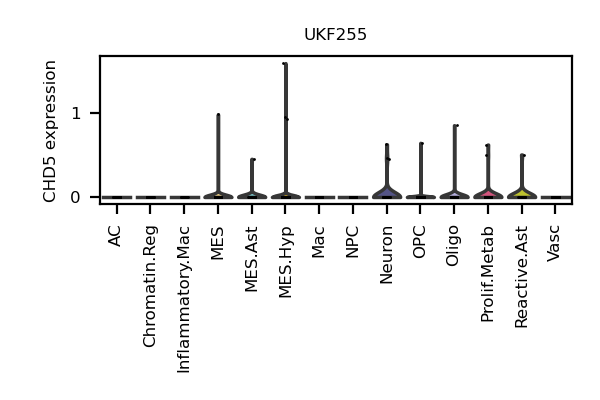 UKF255
CHD5 expression
1
0
AC
Chromatin.Reg
Inflammatory.Mac
MES
MES.Ast
MES.Hyp
Mac
NPC
Neuron
OPC
Oligo
Prolif.Metab
Reactive.Ast
Vasc